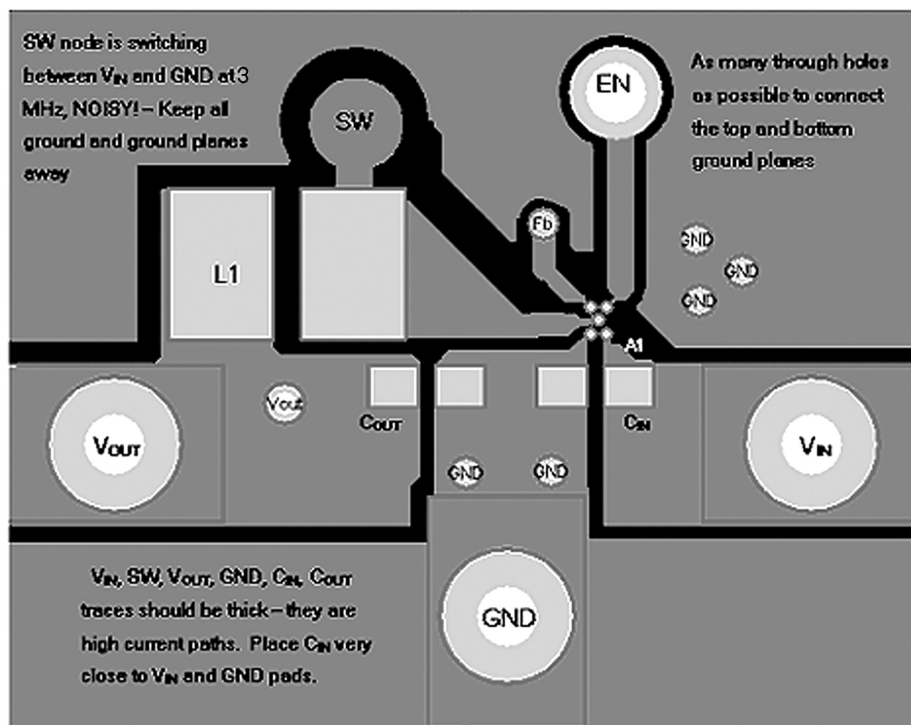 SW node is switching
between VIN and GND at 3
MHz, NOISY! – Keep all
ground and ground planes
away
SW
EN
As many through holes
as possible to connect
the top and bottom
ground planes
Fb
GND
GND
GND
L1
A1
Vout
COUT
CIN
VOUT
VIN
GND
GND
VIN, SW, VOUT, GND, CIN, COUT
traces should be thick – they are
high current paths. Place CIN very
close to VIN and GND pads.
GND